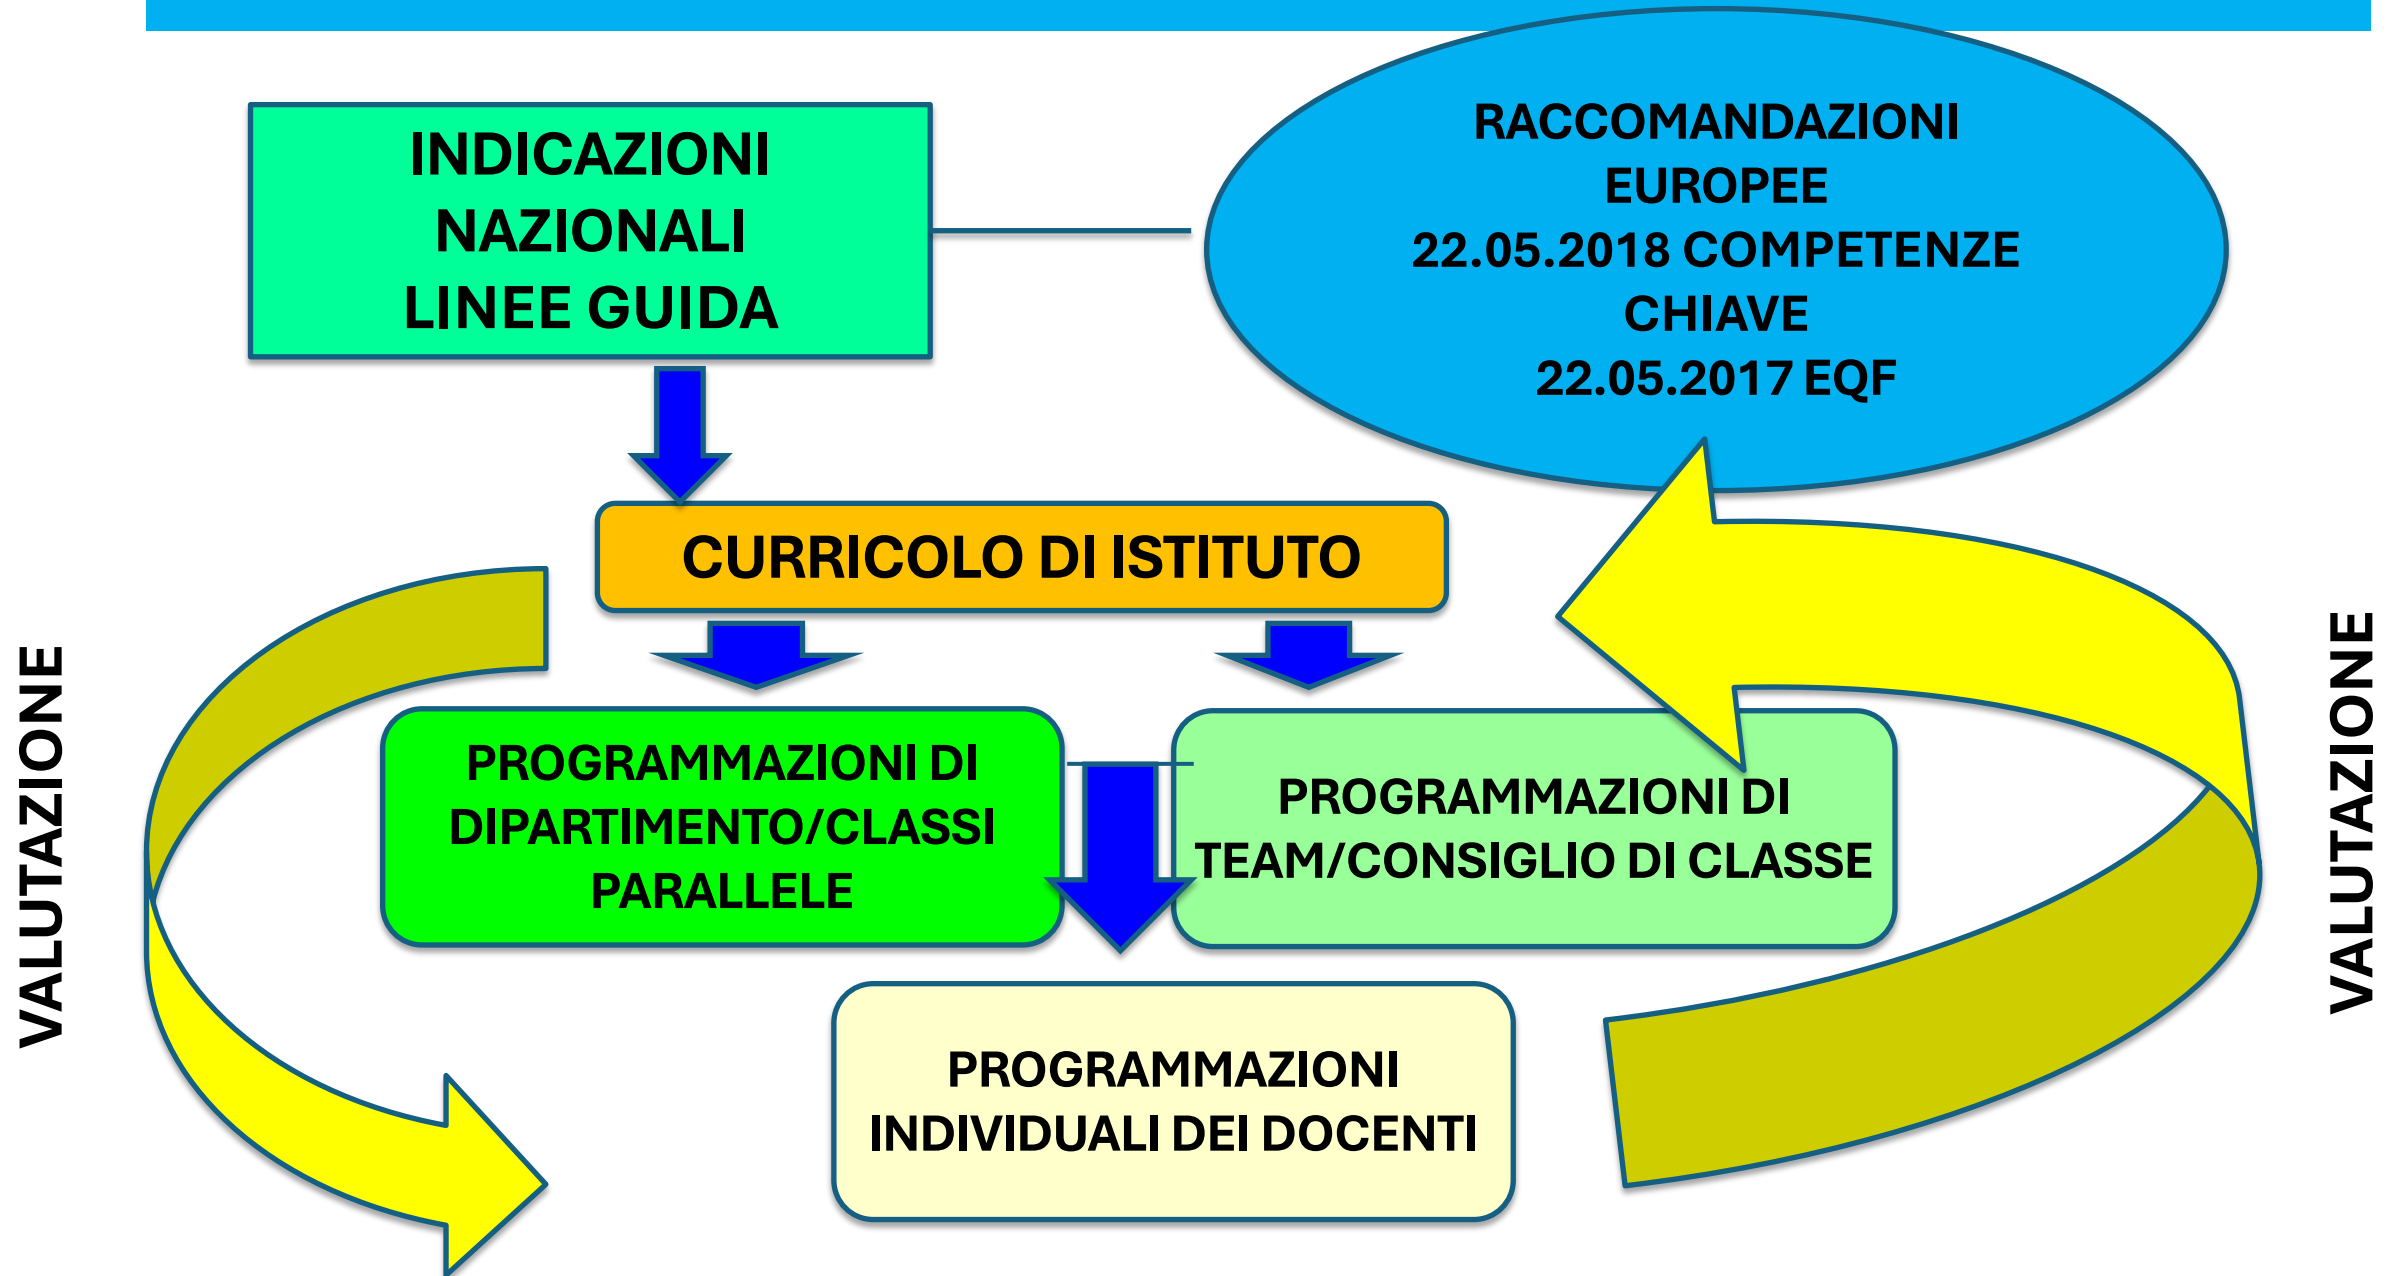 INDICAZIONI
NAZIONALI
LINEE GUIDA
RACCOMANDAZIONI
EUROPEE
22.05.2018 COMPETENZE
CHIAVE
22.05.2017 EQF
CURRICOLO DI ISTITUTO
VALUTAZIONE
PROGRAMMAZIONI DI
DIPARTIMENTO/CLASSI
PARALLELE
PROGRAMMAZIONI DI
TEAM/CONSIGLIO DI CLASSE
VALUTAZIONE
PROGRAMMAZIONI
INDIVIDUALI DEI DOCENTI